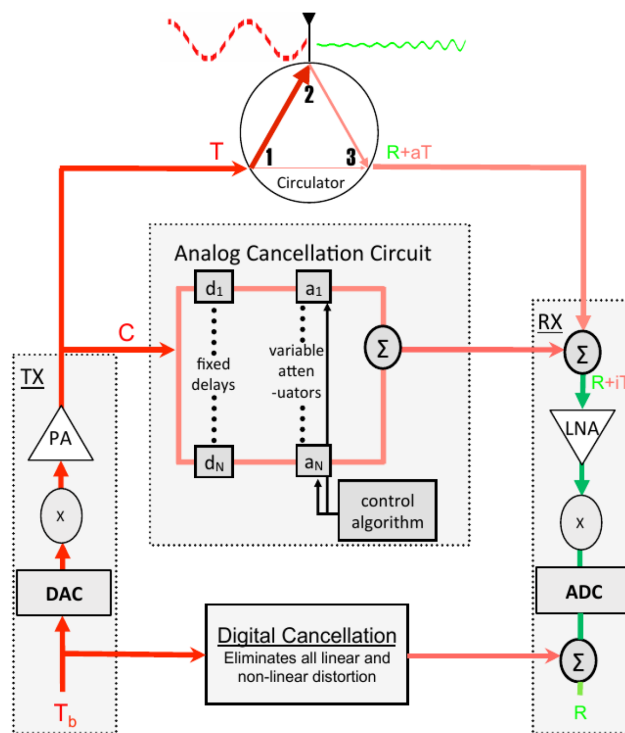 2
1
3
Circulator
T
R+aT
Analog Cancellation Circuit
d1
a1
C
Σ
fixed
delays
variable
atten
-uators
dN
aN
control
algorithm
TX
PA
x
DAC
Tb
Digital Cancellation
Eliminates all linear and
non-linear distortion
RX
Σ
R+iT
LNA
x
ADC
Σ
R